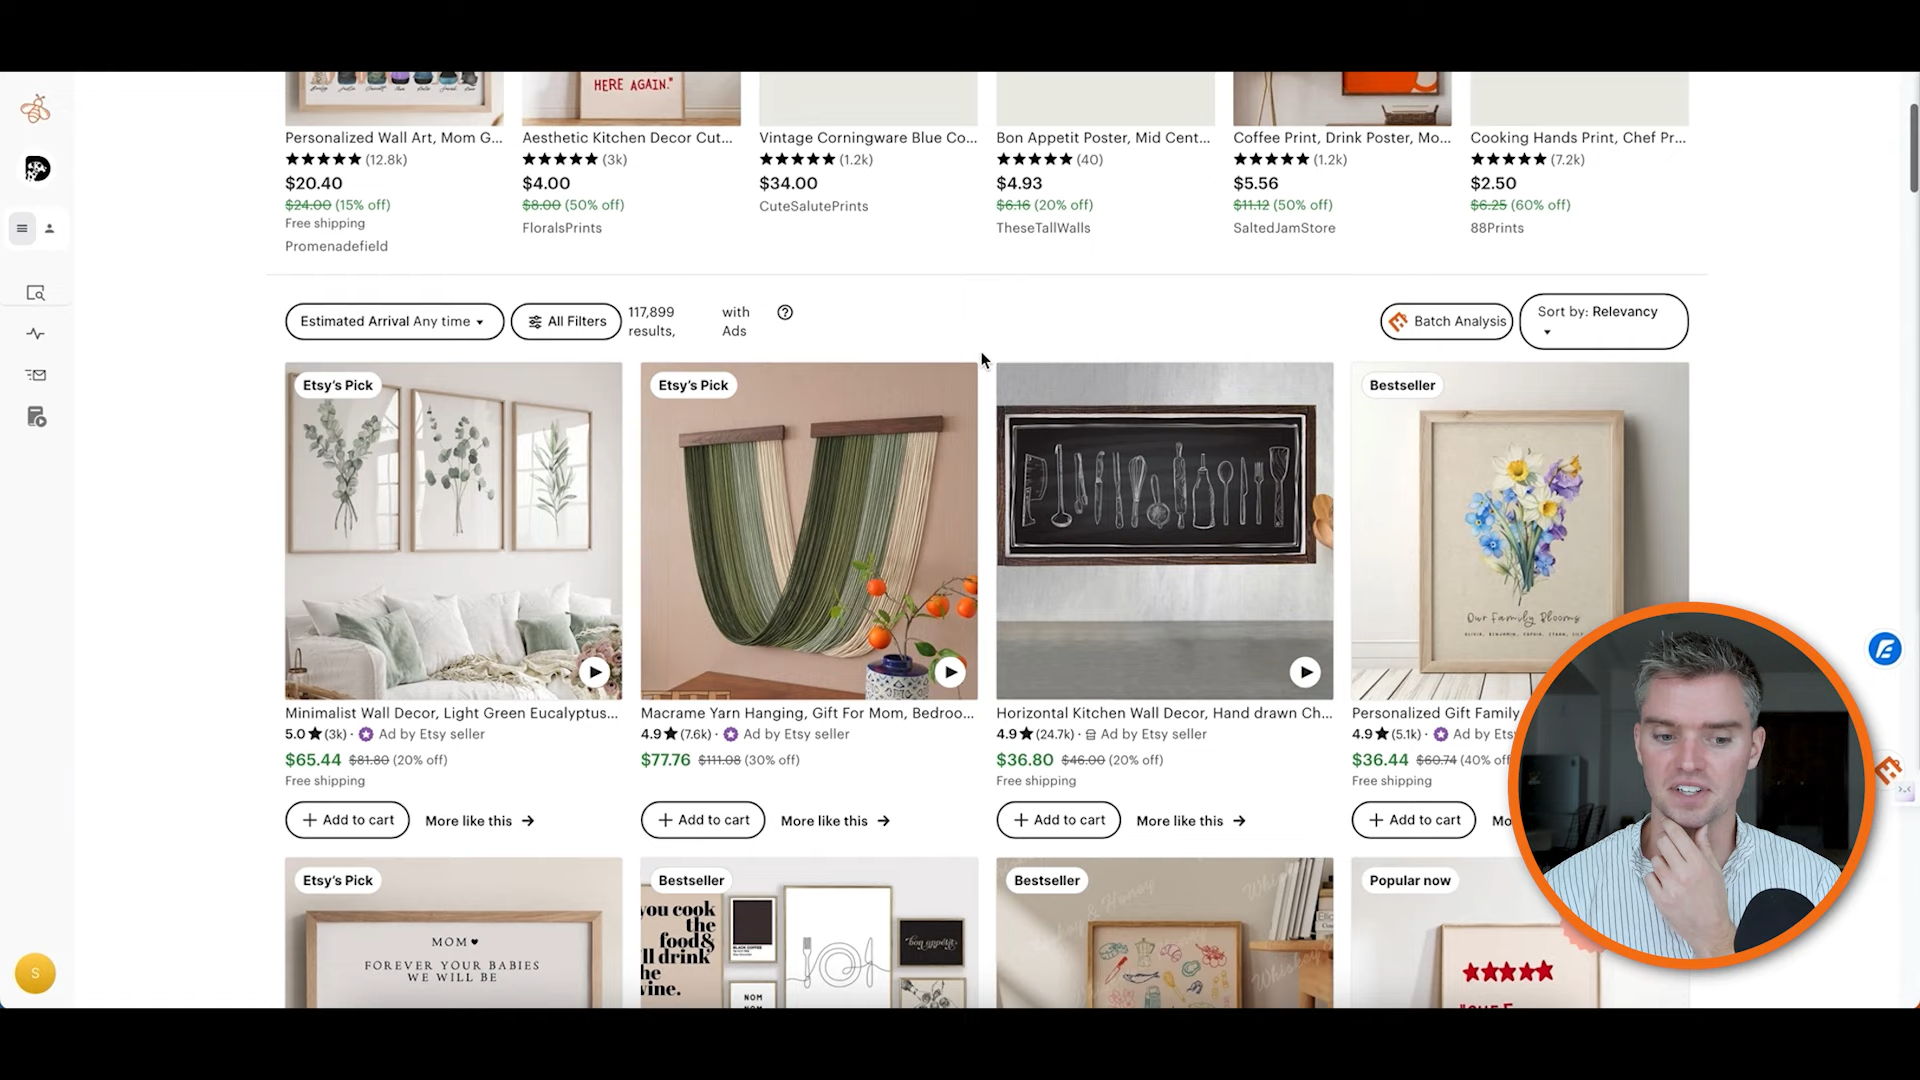 HERE AGAIN."
Personalized Wall Art, Mom G...
★★★★★ (12.8k)
$20.40
$24.00 (15% off)
Free shipping
Promenadefield
Aesthetic Kitchen Decor Cut...
★★★★★ (3k)
$4.00
$8.00 (50% off)
FloralsPrints
Vintage Corningware Blue Co...
★★★★★ (1.2k)
$34.00
CuteSalutePrints
Bon Appetit Poster, Mid Cent...
★★★★★ (40)
$4.93
$6.16 (20% off)
TheseTallWalls
Coffee Print, Drink Poster, Mo...
★★★★★ (1.2k)
$5.56
$11.12 (50% off)
SaltedJamStore
Cooking Hands Print, Chef Pr...
★★★★★ (7.2k)
$2.50
$6.25 (60% off)
88Prints
Estimated Arrival Any time
All Filters
117,899
results,
with
Ads
Batch Analysis
Sort by: Relevancy
Etsy's Pick
Minimalist Wall Decor, Light Green Eucalyptus...
5.0★(3k) · Ad by Etsy seller
$65.44 $81.80 (20% off)
Free shipping
+ Add to cart
More like this →
Etsy's Pick
Macrame Yarn Hanging, Gift For Mom, Bedroo...
4.9★(7.6k) · Ad by Etsy seller
$77.76 $111.08 (30% off)
+ Add to cart
More like this →
Horizontal Kitchen Wall Decor, Hand drawn Ch...
4.9★(24.7k) · Ad by Etsy seller
$36.80 $46.00 (20% off)
Free shipping
+ Add to cart
More like this →
Bestseller
Our Family Blooms
Personalized Gift Family
4.9★(5.1k) · Ad by Etsy
$36.44 $60.74 (40% off
Free shipping
+ Add to cart
Mo
Etsy's Pick
MOM♥
FOREVER YOUR BABIES
WE WILL BE
Bestseller
you cook
the
food&
ll drink
he
wine.
BLACK COFFEE
bon appétit
NOM
NOM
Bestseller
Popular now
★★★★★
S